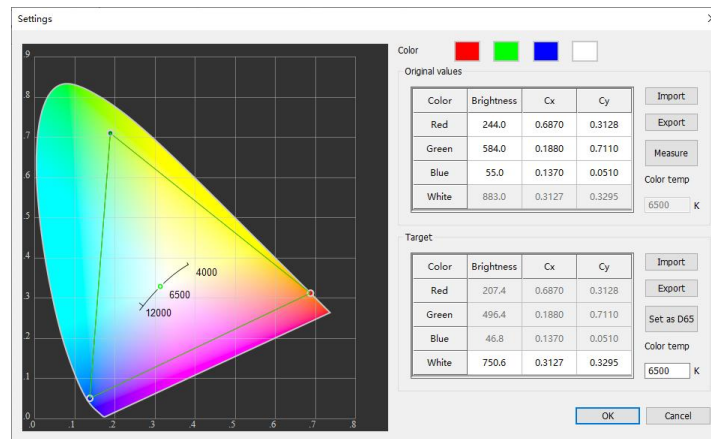 Settings
.9
.8
.7
.6
.5
.4
.3
.2
.1
.0
.0 .1 .2 .3 .4 .5 .6 .7 .8
4000
6500
12000
Color
Original values
Color Brightness Cx Cy
Red 244.0 0.6870 0.3128
Green 584.0 0.1880 0.7110
Blue 55.0 0.1370 0.0510
White 883.0 0.3127 0.3295
Import
Export
Measure
Color temp
6500 K
Target
Color Brightness Cx Cy
Red 207.4 0.6870 0.3128
Green 496.4 0.1880 0.7110
Blue 46.8 0.1370 0.0510
White 750.6 0.3127 0.3295
Import
Export
Set as D65
Color temp
6500 K
OK Cancel